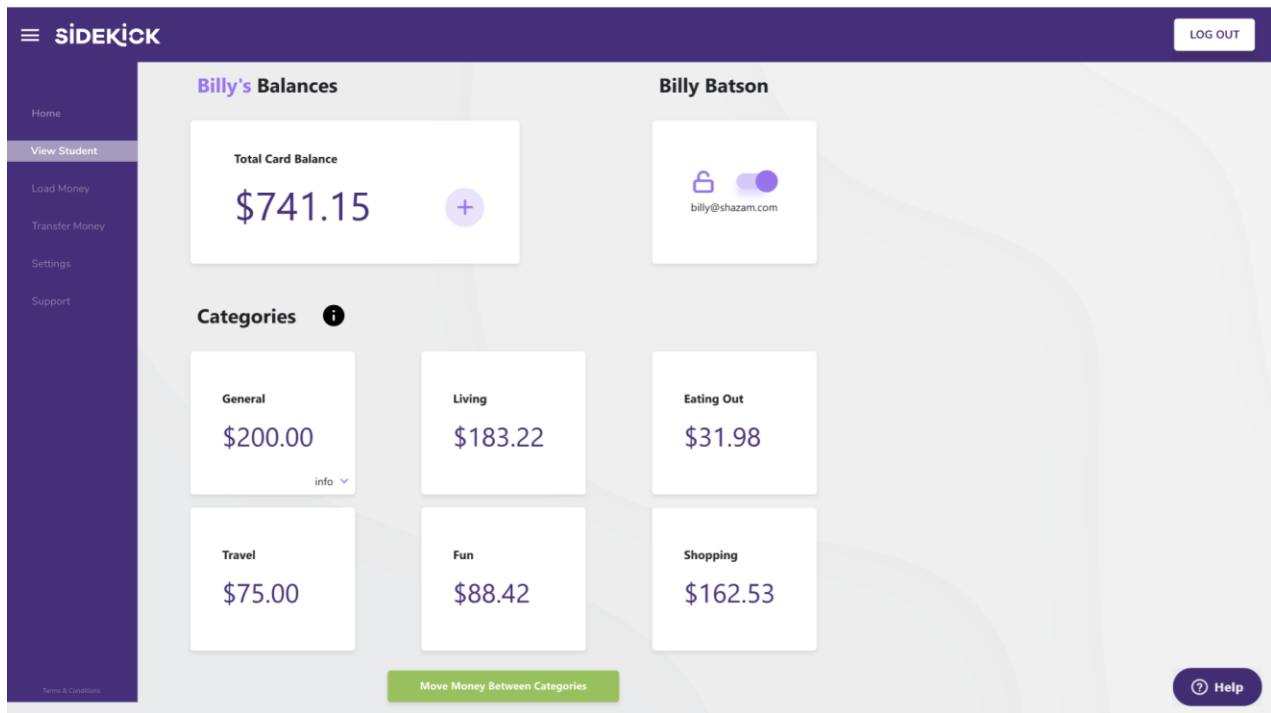 SIDEKICK
LOG OUT
Home
View Student
Load Money
Transfer Money
Settings
Support
Terms & Conditions
Billy's Balances
Total Card Balance
$741.15
+
Billy Batson
billy@shazam.com
Categories
i
General
$200.00
info
Living
$183.22
Eating Out
$31.98
Travel
$75.00
Fun
$88.42
Shopping
$162.53
Move Money Between Categories
? Help